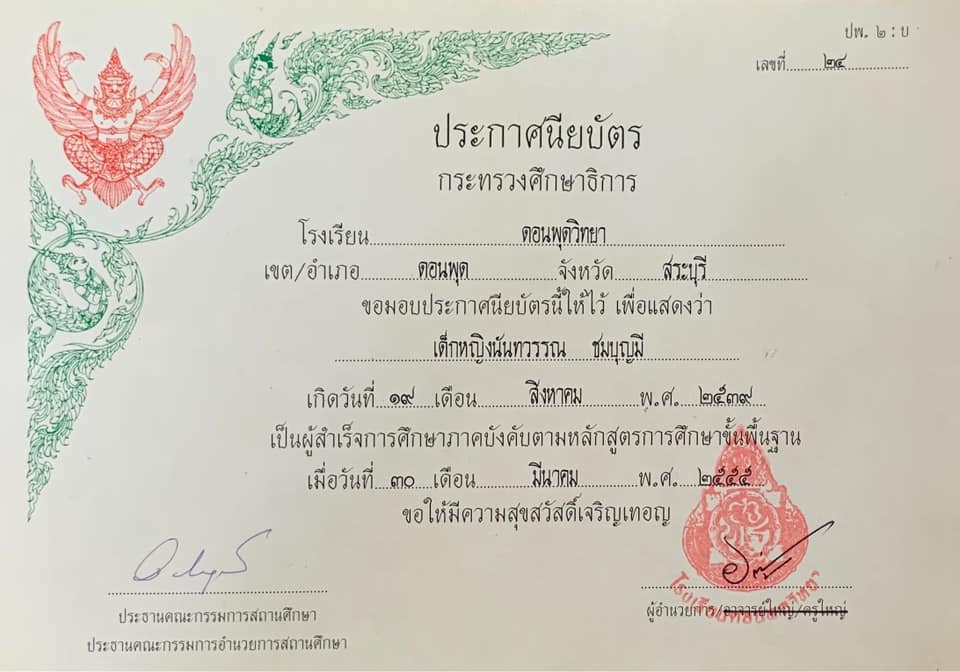 ปพ. ๒ : บ
เลขที่ ๒๔
ประกาศนียบัตร
กระทรวงศึกษาธิการ
โรงเรียน ดอนพุดวิทยา
เขต/อำเภอ ดอนพุด จังหวัด สระบุรี
ขอมอบประกาศนียบัตรนี้ให้ไว้ เพื่อแสดงว่า
เด็กหญิงนันทวรรณ ชมบุญมี
เกิดวันที่ ๑๙ เดือน สิงหาคม พ.ศ. ๒๕๓๙
เป็นผู้สำเร็จการศึกษาภาคบังคับตามหลักสูตรการศึกษาขั้นพื้นฐาน
เมื่อวันที่ ๓๐ เดือน มีนาคม พ.ศ. ๒๕๕๕
ขอให้มีความสุขสวัสดิ์เจริญเทอญ
โรงเรียนดอนพุดวิทยา
ประธานคณะกรรมการสถานศึกษา
ประธานคณะกรรมการอำนวยการสถานศึกษา
ผู้อำนวยการ/อาจารย์ใหญ่/ครูใหญ่